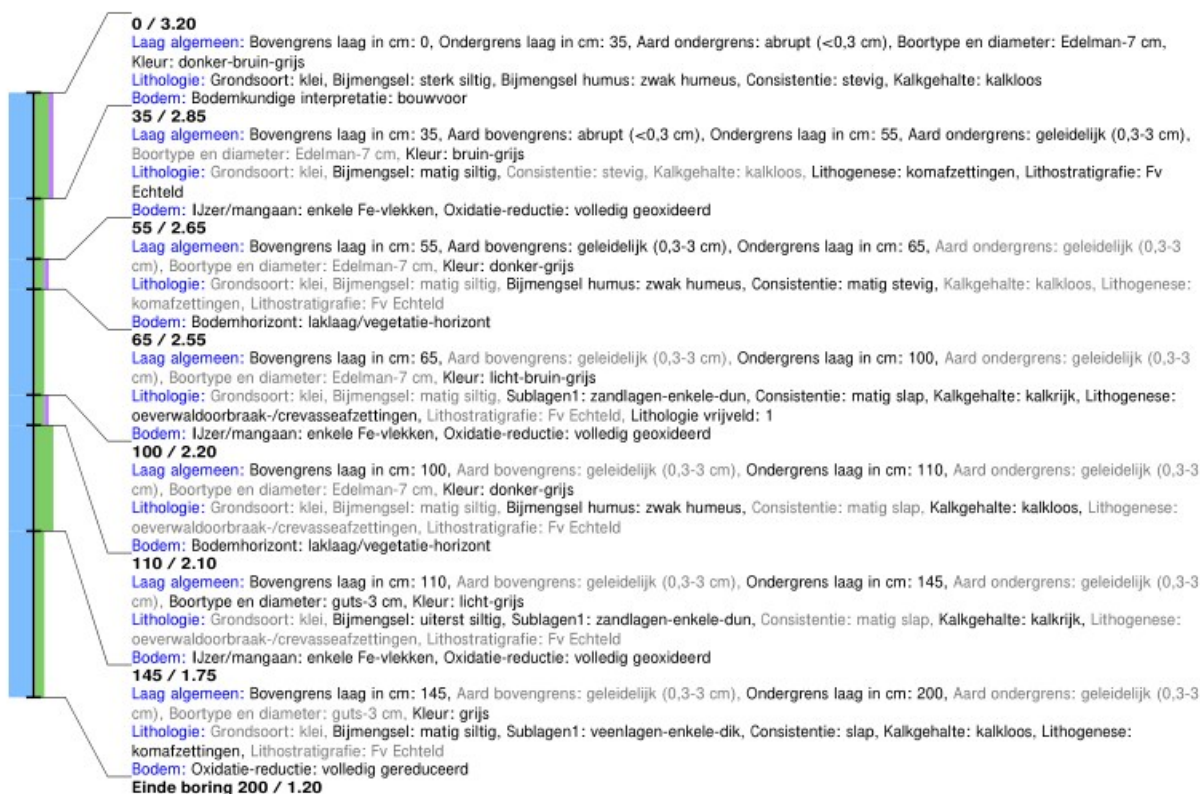 0 / 3.20
Laag algemeen: Bovengrens laag in cm: 0, Ondergrens laag in cm: 35, Aard ondergrens: abrupt (<0,3 cm), Boortype en diameter: Edelman-7 cm,
Kleur: donker-bruin-grijs
Lithologie: Grondsoort: klei, Bijmengsel: sterk siltig, Bijmengsel humus: zwak humeus, Consistentie: stevig, Kalkgehalte: kalkloos
Bodem: Bodemkundige interpretatie: bouwvoor
35 / 2.85
Laag algemeen: Bovengrens laag in cm: 35, Aard bovengrens: abrupt (<0,3 cm), Ondergrens laag in cm: 55, Aard ondergrens: geleidelijk (0,3-3 cm),
Boortype en diameter: Edelman-7 cm, Kleur: bruin-grijs
Lithologie: Grondsoort: klei, Bijmengsel: matig siltig, Consistentie: stevig, Kalkgehalte: kalkloos, Lithogenese: komafzettingen, Lithostratigrafie: Fv
Echteld
Bodem: IJzer/mangaan: enkele Fe-vlekken, Oxidatie-reductie: volledig geoxideerd
55 / 2.65
Laag algemeen: Bovengrens laag in cm: 55, Aard bovengrens: geleidelijk (0,3-3 cm), Ondergrens laag in cm: 65, Aard ondergrens: geleidelijk (0,3-3
cm), Boortype en diameter: Edelman-7 cm, Kleur: donker-grijs
Lithologie: Grondsoort: klei, Bijmengsel: matig siltig, Bijmengsel humus: zwak humeus, Consistentie: matig stevig, Kalkgehalte: kalkloos, Lithogenese:
komafzettingen, Lithostratigrafie: Fv Echteld
Bodem: Bodemhorizont: laklaag/vegetatie-horizont
65 / 2.55
Laag algemeen: Bovengrens laag in cm: 65, Aard bovengrens: geleidelijk (0,3-3 cm), Ondergrens laag in cm: 100, Aard ondergrens: geleidelijk (0,3-3
cm), Boortype en diameter: Edelman-7 cm, Kleur: licht-bruin-grijs
Lithologie: Grondsoort: klei, Bijmengsel: matig siltig, Sublagen1: zandlagen-enkele-dun, Consistentie: matig slap, Kalkgehalte: kalkrijk, Lithogenese:
oeverwaldoorbraak-/crevasseafzettingen, Lithostratigrafie: Fv Echteld, Lithologie vrijveld: 1
Bodem: IJzer/mangaan: enkele Fe-vlekken, Oxidatie-reductie: volledig geoxideerd
100 / 2.20
Laag algemeen: Bovengrens laag in cm: 100, Aard bovengrens: geleidelijk (0,3-3 cm), Ondergrens laag in cm: 110, Aard ondergrens: geleidelijk (0,3-3
cm), Boortype en diameter: Edelman-7 cm, Kleur: donker-grijs
Lithologie: Grondsoort: klei, Bijmengsel: matig siltig, Bijmengsel humus: zwak humeus, Consistentie: matig slap, Kalkgehalte: kalkloos, Lithogenese:
oeverwaldoorbraak-/crevasseafzettingen, Lithostratigrafie: Fv Echteld
Bodem: Bodemhorizont: laklaag/vegetatie-horizont
110 / 2.10
Laag algemeen: Bovengrens laag in cm: 110, Aard bovengrens: geleidelijk (0,3-3 cm), Ondergrens laag in cm: 145, Aard ondergrens: geleidelijk (0,3-3
cm), Boortype en diameter: guts-3 cm, Kleur: licht-grijs
Lithologie: Grondsoort: klei, Bijmengsel: uiterst siltig, Sublagen1: zandlagen-enkele-dun, Consistentie: matig slap, Kalkgehalte: kalkrijk, Lithogenese:
oeverwaldoorbraak-/crevasseafzettingen, Lithostratigrafie: Fv Echteld
Bodem: IJzer/mangaan: enkele Fe-vlekken, Oxidatie-reductie: volledig geoxideerd
145 / 1.75
Laag algemeen: Bovengrens laag in cm: 145, Aard bovengrens: geleidelijk (0,3-3 cm), Ondergrens laag in cm: 200, Aard ondergrens: geleidelijk (0,3-3
cm), Boortype en diameter: guts-3 cm, Kleur: grijs
Lithologie: Grondsoort: klei, Bijmengsel: matig siltig, Sublagen1: veenlagen-enkele-dik, Consistentie: slap, Kalkgehalte: kalkloos, Lithogenese:
komafzettingen, Lithostratigrafie: Fv Echteld
Bodem: Oxidatie-reductie: volledig gereduceerd
Einde boring 200 / 1.20